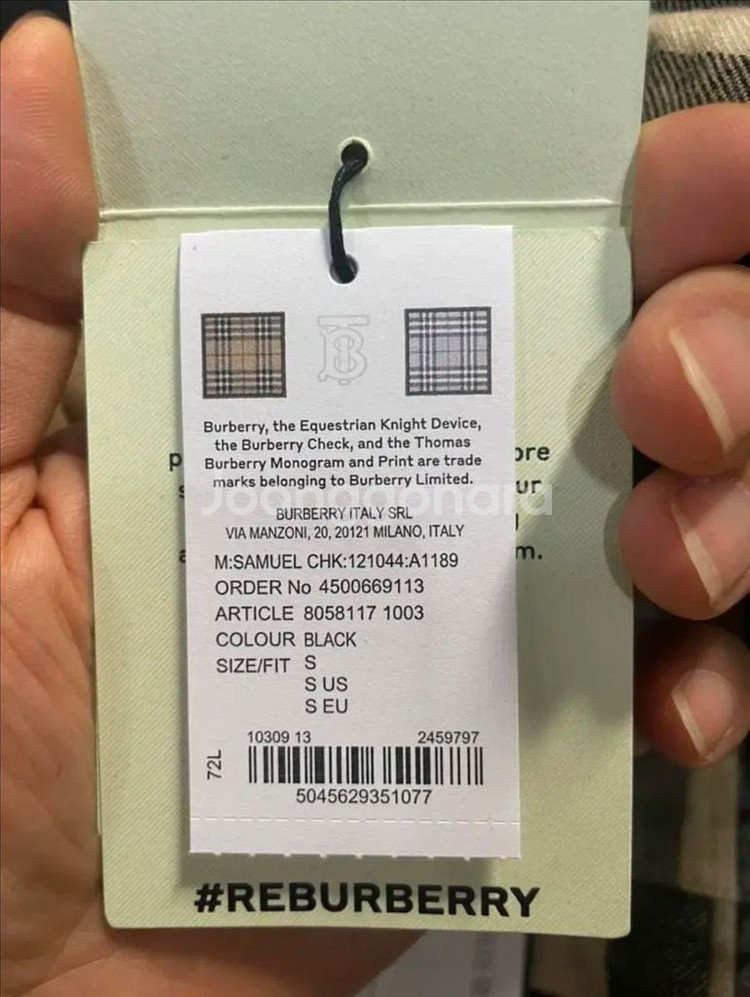 Burberry, the Equestrian Knight Device,
the Burberry Check, and the Thomas
Burberry Monogram and Print are trade
marks belonging to Burberry Limited.
Joonggonara
BURBERRY ITALY SRL
VIA MANZONI, 20, 20121 MILANO, ITALY
M:SAMUEL CHK:121044:A1189
ORDER No 4500669113
ARTICLE 8058117 1003
COLOUR BLACK
SIZE/FIT S
S US
S EU
10309 13 2459797
72L
5045629351077
#REBURBERRY